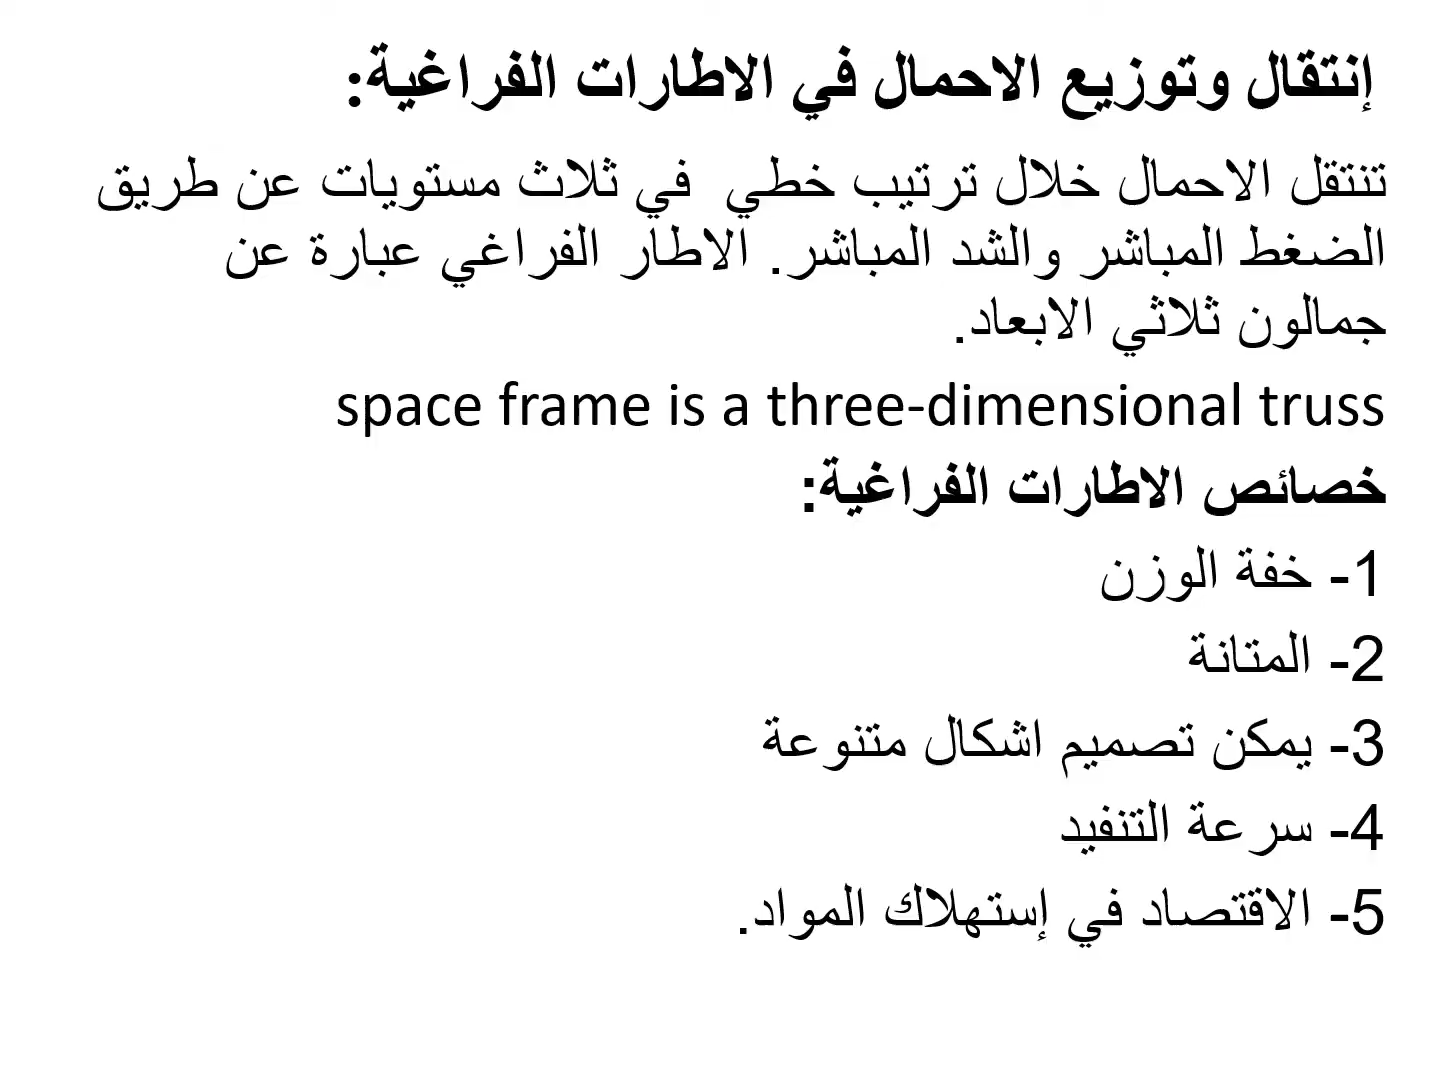 إنتقال وتوزيع الاحمال في الاطارات الفراغية:
تنتقل الاحمال خلال ترتيب خطي في ثلاث مستويات عن طريق
الضغط المباشر والشد المباشر. الاطار الفراغي عبارة عن
جمالون ثلاثي الابعاد.
space frame is a three-dimensional truss
خصائص الاطارات الفراغية:
1- خفة الوزن
2- المتانة
3- يمكن تصميم اشكال متنوعة
4- سرعة التنفيد
5- الاقتصاد في إستهلاك المواد.